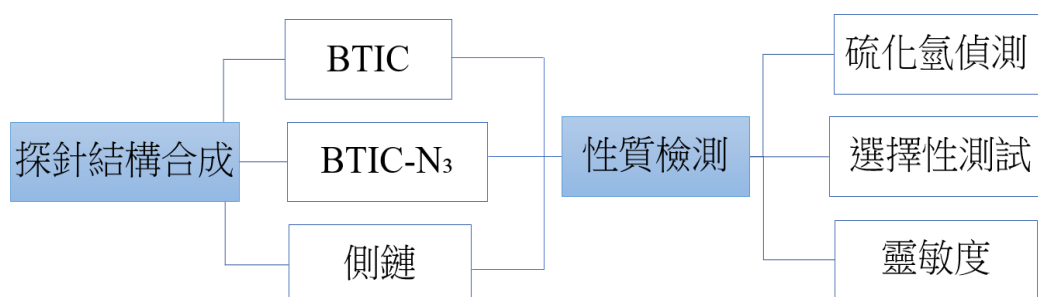 探針結構合成
BTIC
BTIC-N₃
側鏈
性質檢測
硫化氫偵測
選擇性測試
靈敏度